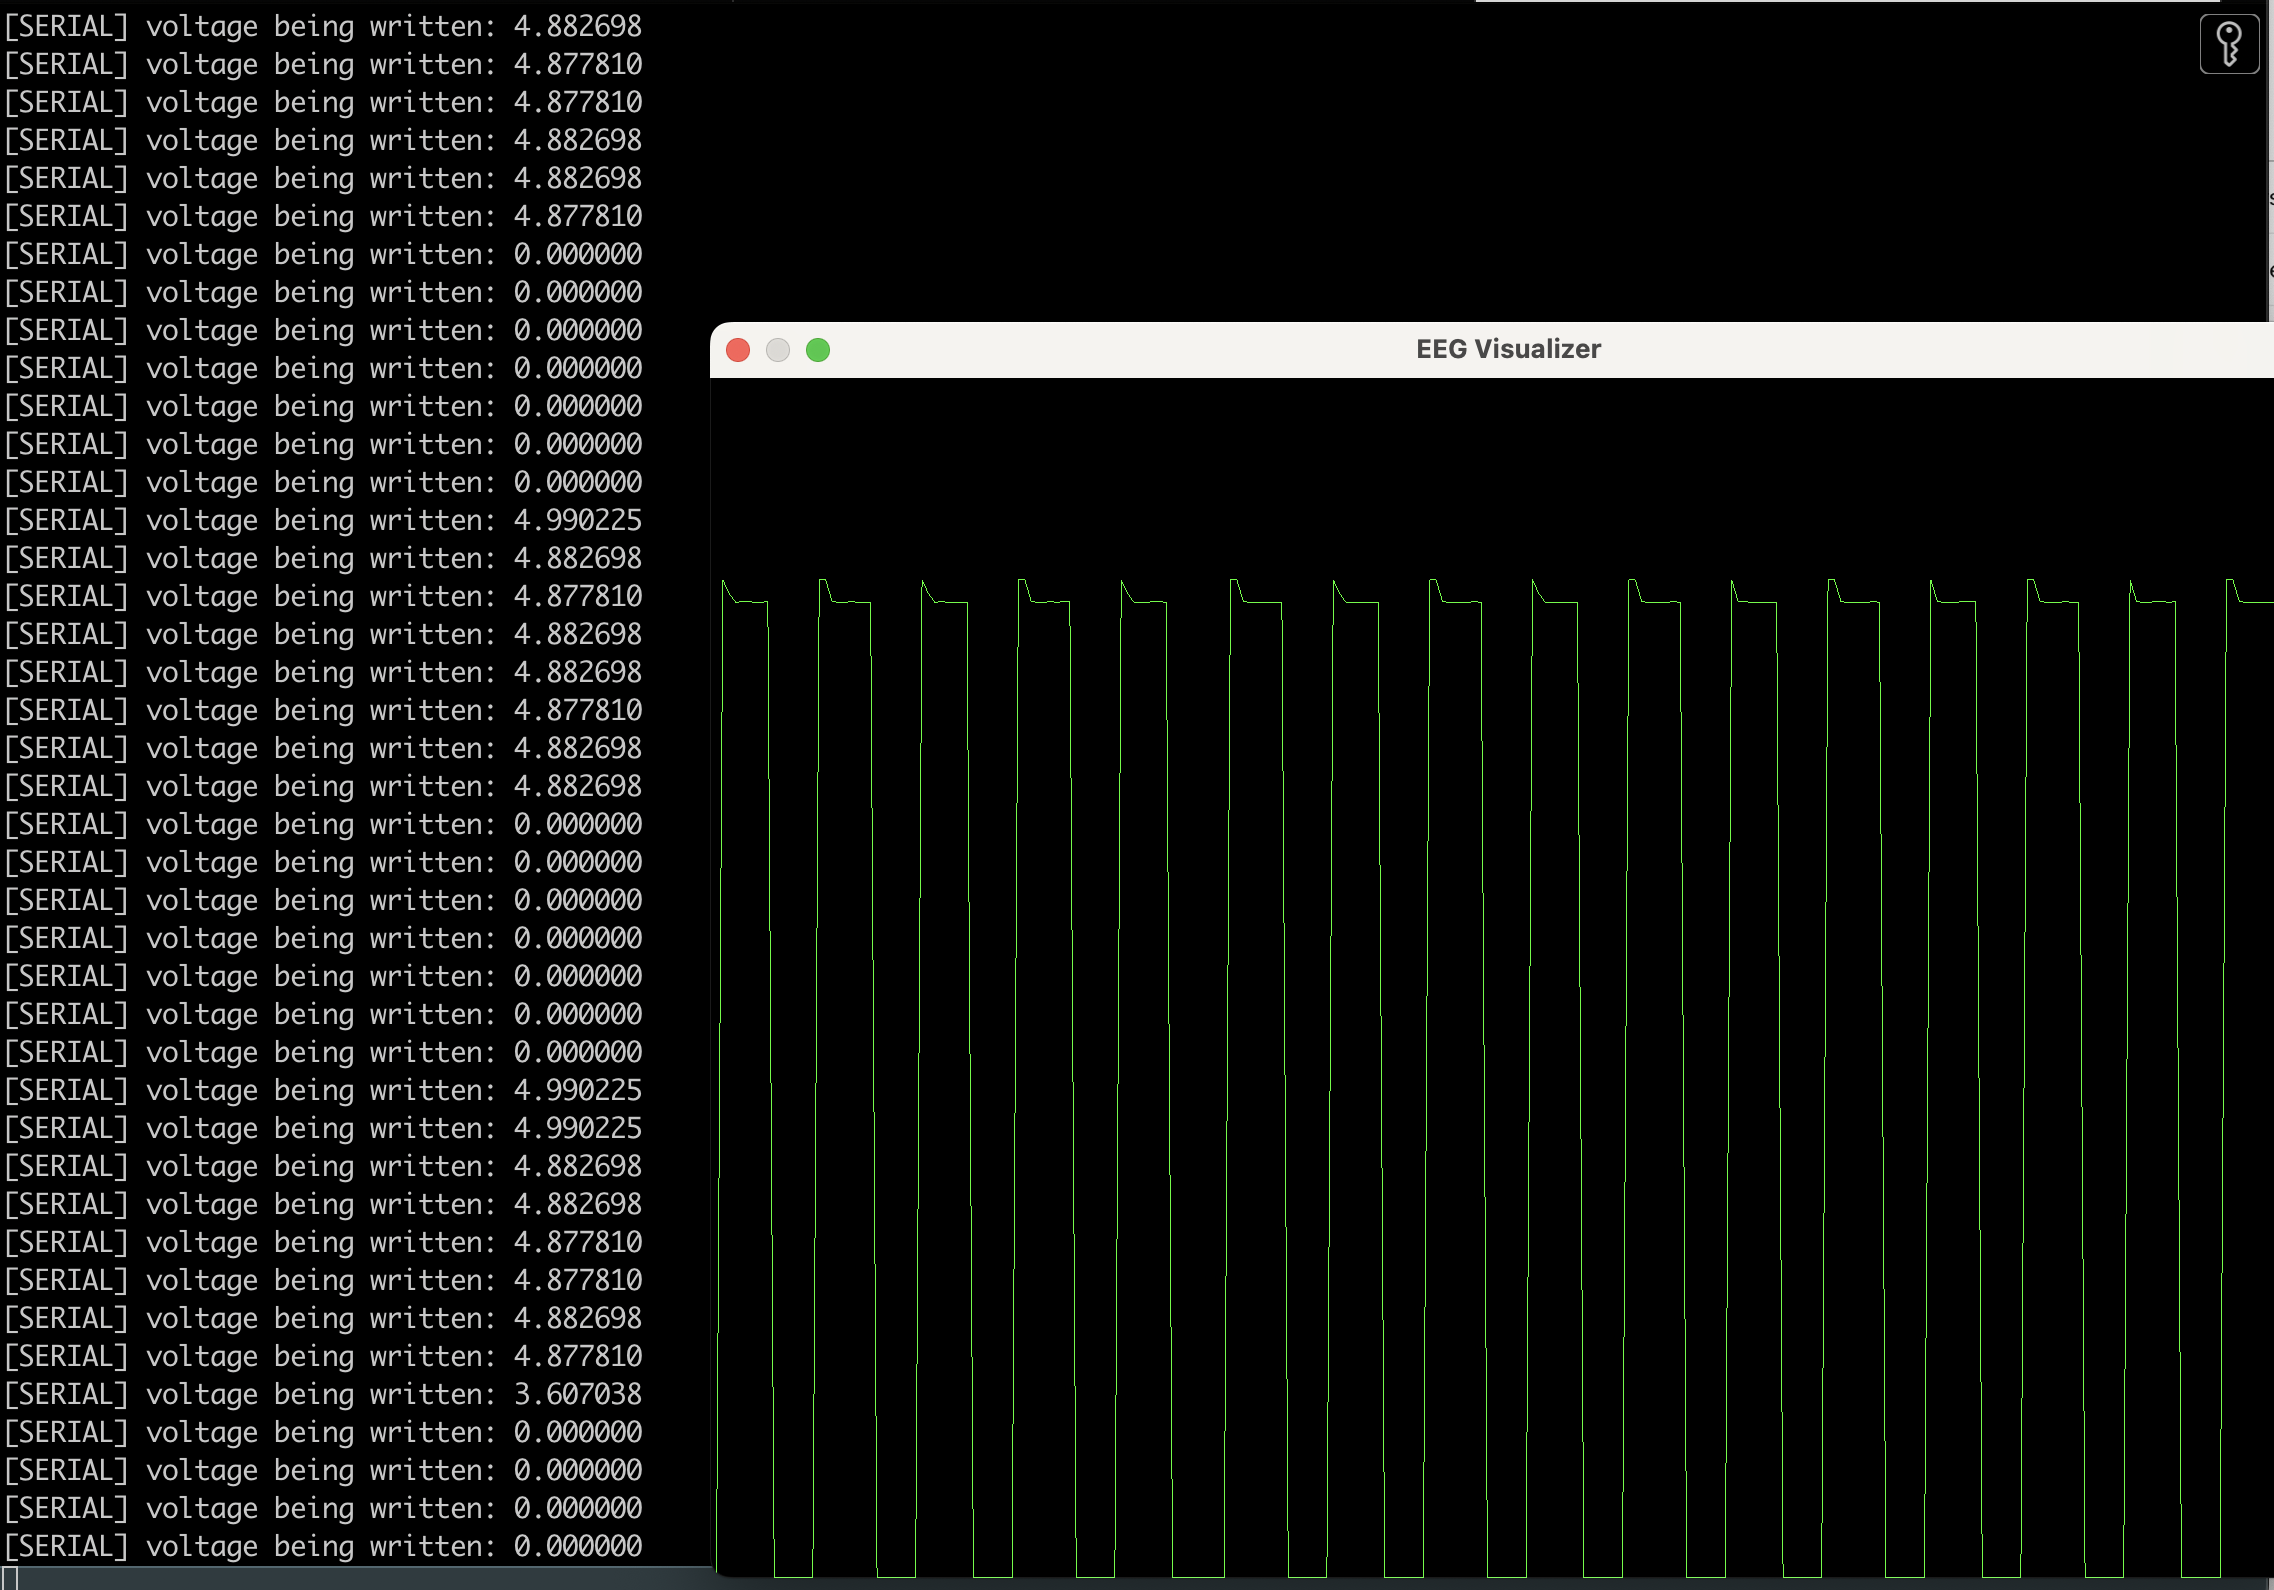 [SERIAL] voltage being written: 4.882698
[SERIAL] voltage being written: 4.877810
[SERIAL] voltage being written: 4.877810
[SERIAL] voltage being written: 4.882698
[SERIAL] voltage being written: 4.882698
[SERIAL] voltage being written: 4.877810
[SERIAL] voltage being written: 0.000000
[SERIAL] voltage being written: 0.000000
[SERIAL] voltage being written: 0.000000
[SERIAL] voltage being written: 0.000000
[SERIAL] voltage being written: 0.000000
[SERIAL] voltage being written: 0.000000
[SERIAL] voltage being written: 0.000000
[SERIAL] voltage being written: 4.990225
[SERIAL] voltage being written: 4.882698
[SERIAL] voltage being written: 4.877810
[SERIAL] voltage being written: 4.882698
[SERIAL] voltage being written: 4.882698
[SERIAL] voltage being written: 4.877810
[SERIAL] voltage being written: 4.882698
[SERIAL] voltage being written: 4.882698
[SERIAL] voltage being written: 0.000000
[SERIAL] voltage being written: 0.000000
[SERIAL] voltage being written: 0.000000
[SERIAL] voltage being written: 0.000000
[SERIAL] voltage being written: 0.000000
[SERIAL] voltage being written: 0.000000
[SERIAL] voltage being written: 0.000000
[SERIAL] voltage being written: 4.990225
[SERIAL] voltage being written: 4.990225
[SERIAL] voltage being written: 4.882698
[SERIAL] voltage being written: 4.882698
[SERIAL] voltage being written: 4.877810
[SERIAL] voltage being written: 4.877810
[SERIAL] voltage being written: 4.882698
[SERIAL] voltage being written: 4.877810
[SERIAL] voltage being written: 3.607038
[SERIAL] voltage being written: 0.000000
[SERIAL] voltage being written: 0.000000
[SERIAL] voltage being written: 0.000000
[SERIAL] voltage being written: 0.000000
EEG Visualizer